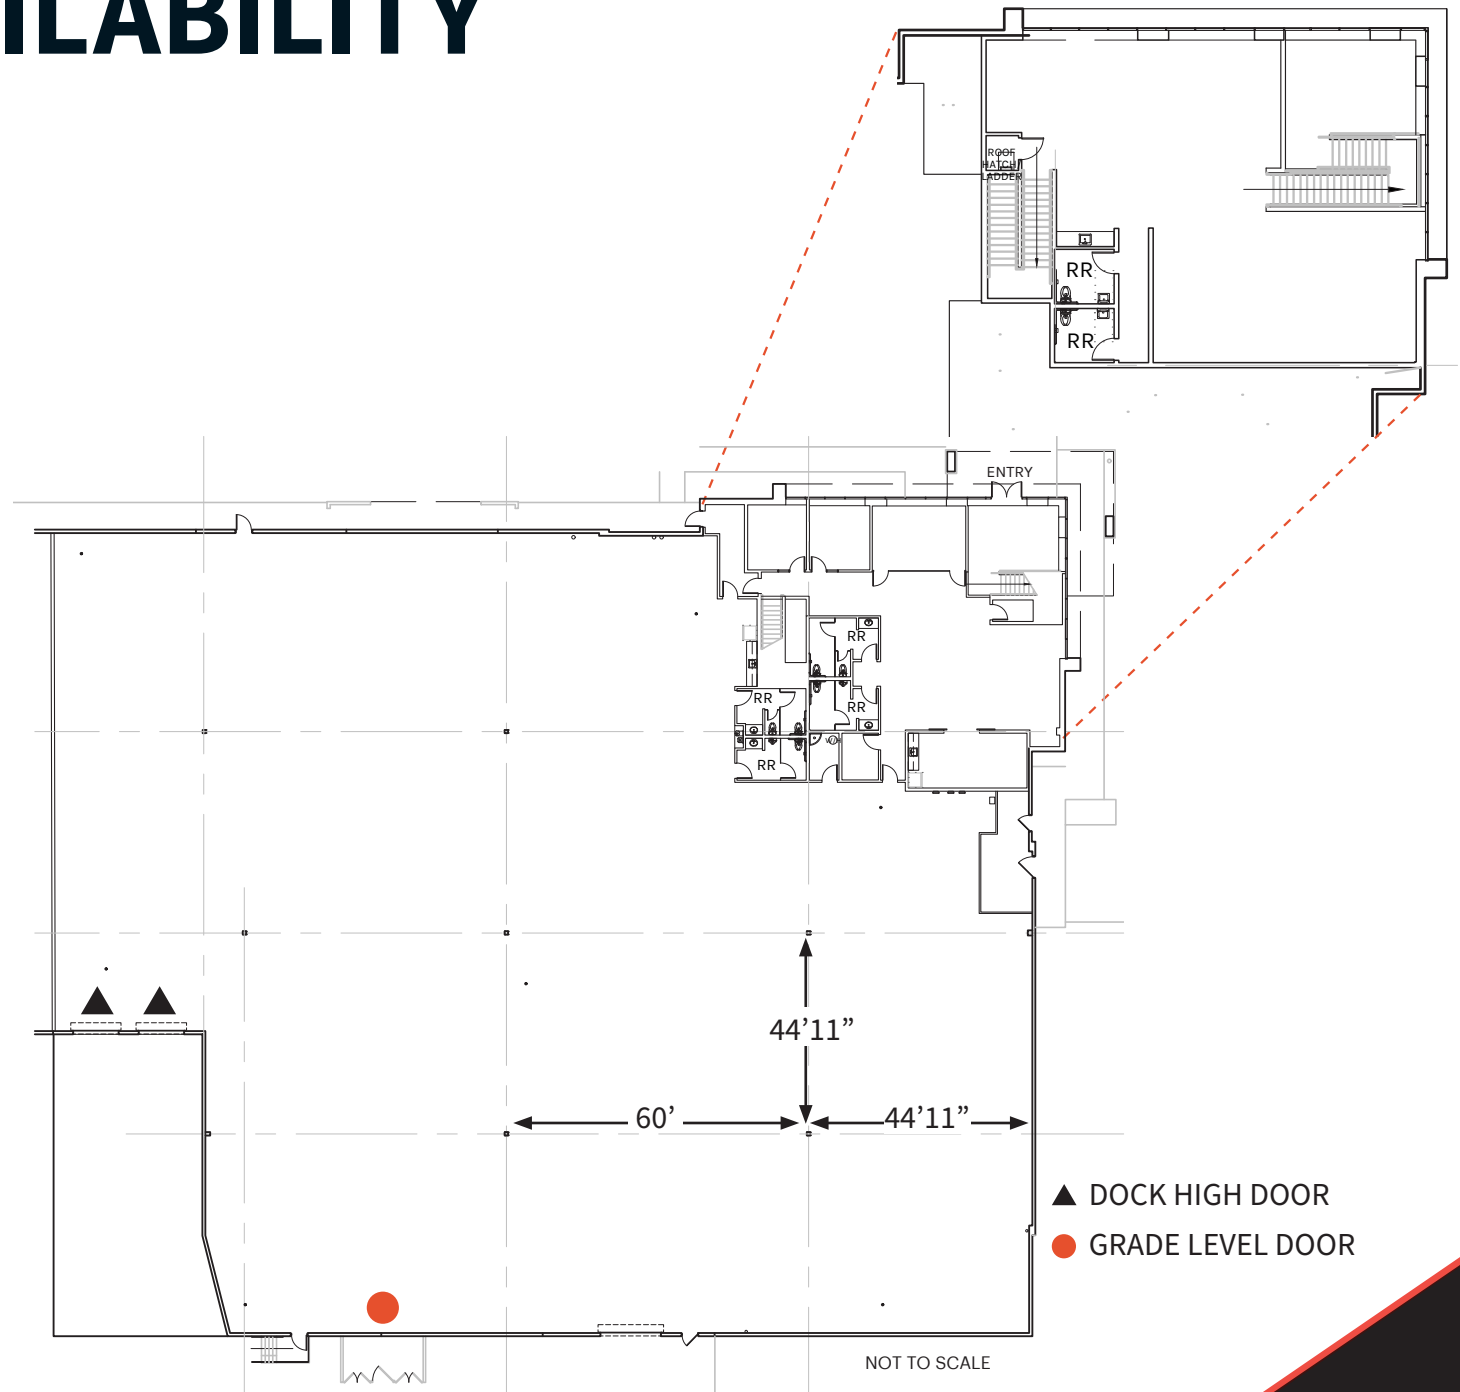 ILABILITY
ROOF
HATCH/
LADDER
RR
RR
ENTRY
RR
RR
RR
RR
44’11”
60’
44’11”
DOCK HIGH DOOR
GRADE LEVEL DOOR
NOT TO SCALE